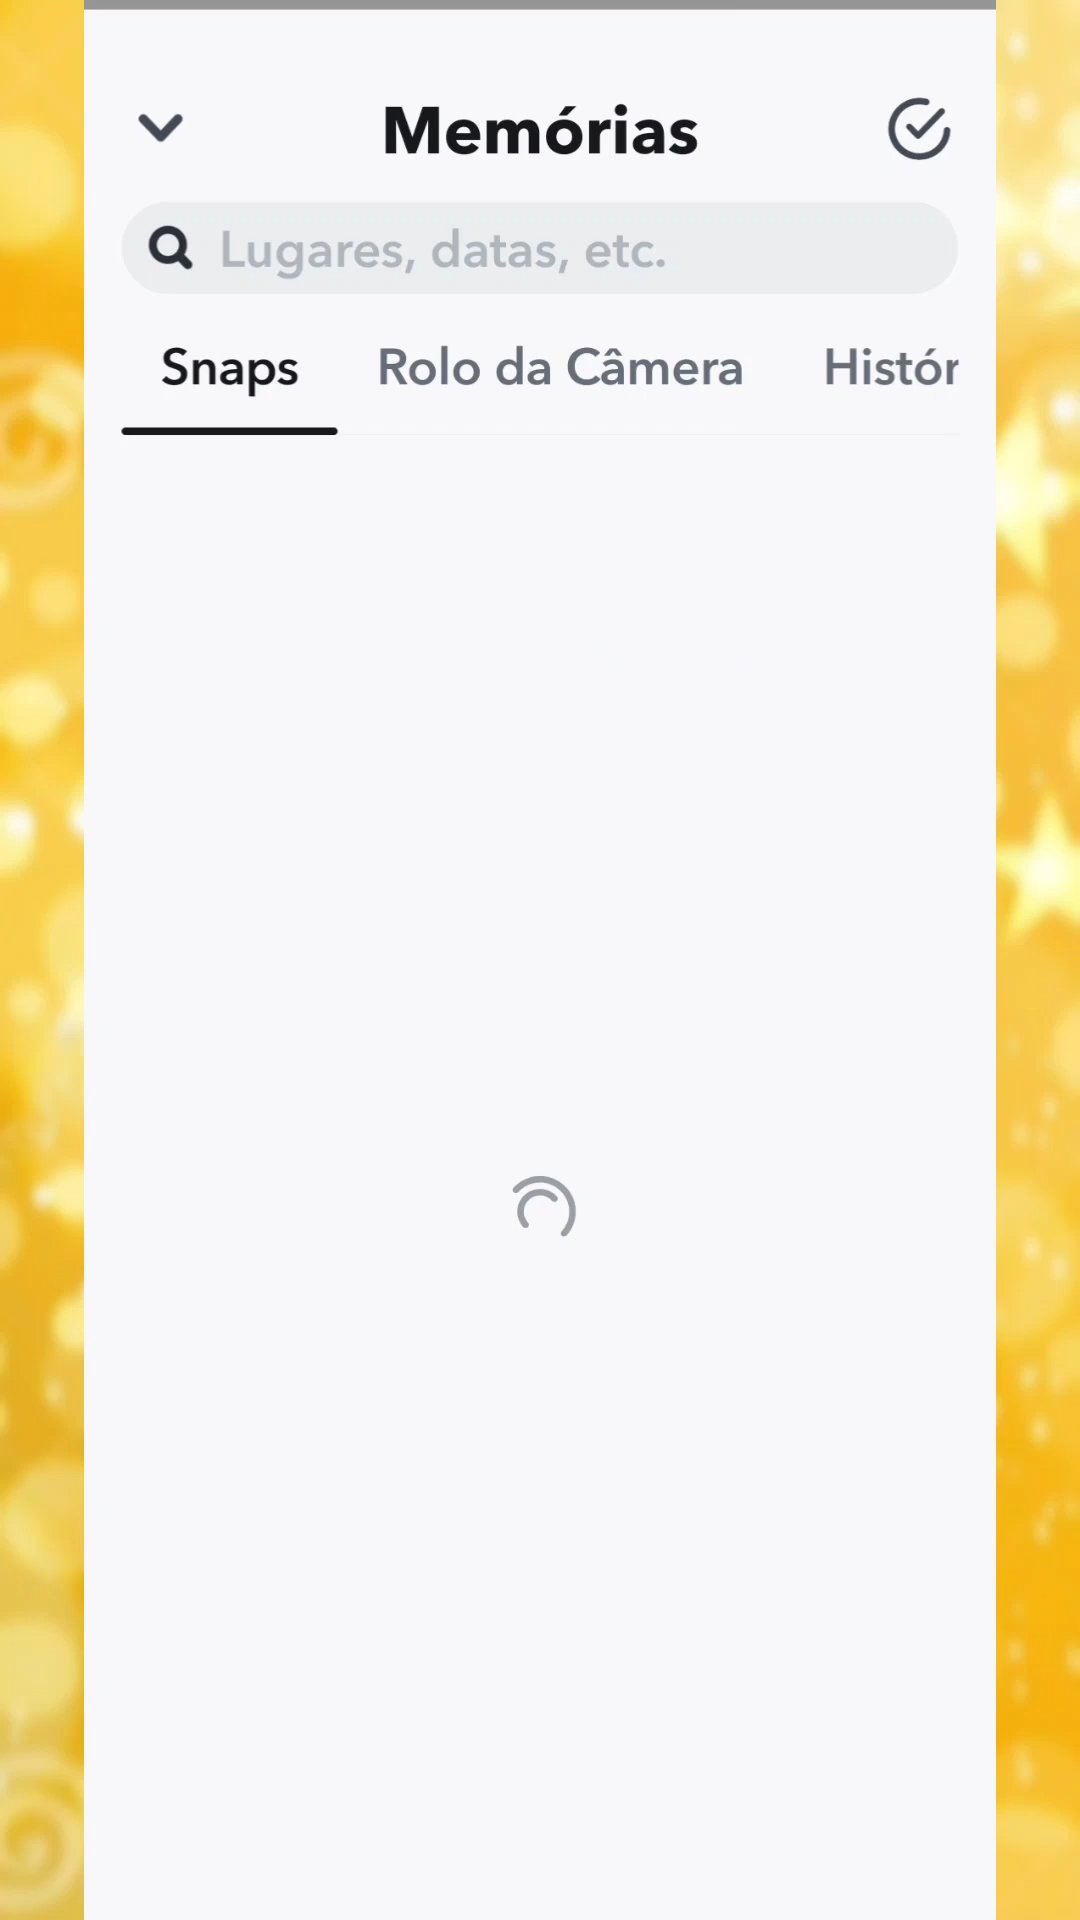 Memórias
Lugares, datas, etc.
Snaps Rolo da Câmera Histór